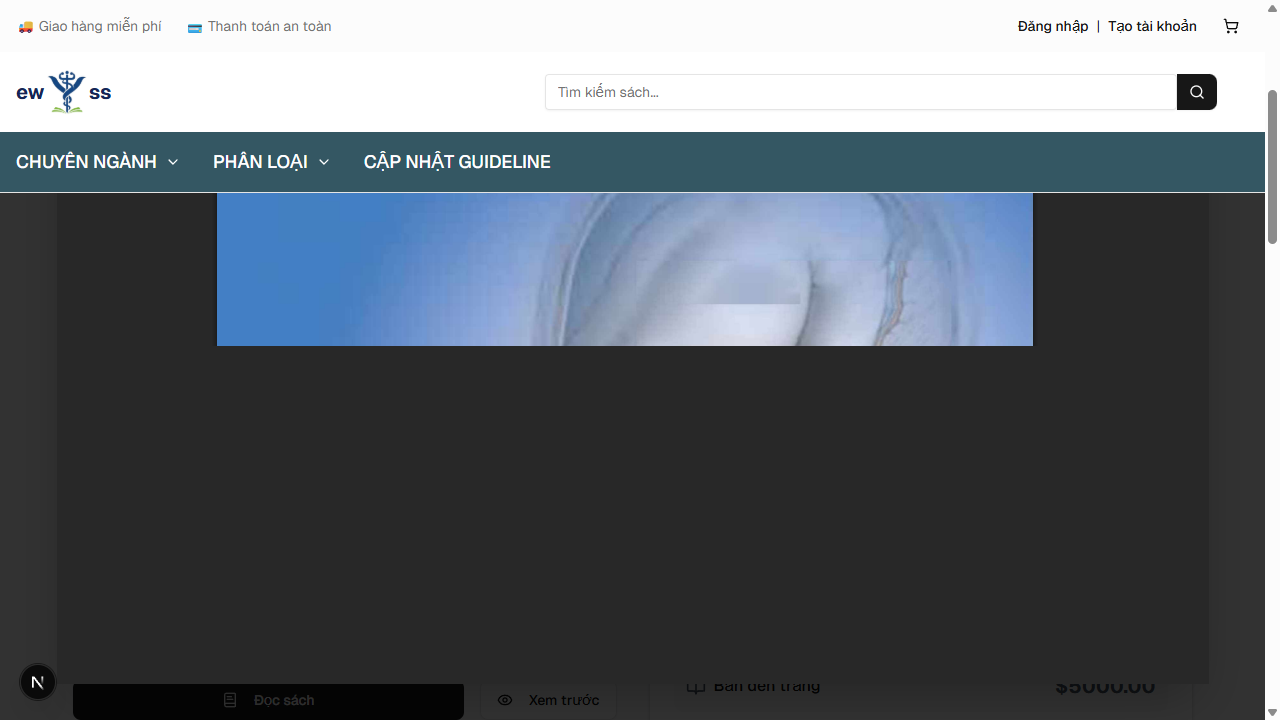 Giao hàng miễn phí
Thanh toán an toàn
Đăng nhập | Tạo tài khoản
ew ss
Tìm kiếm sách...
CHUYÊN NGÀNH
PHÂN LOẠI
CẬP NHẬT GUIDELINE
N
Đọc sách
Xem trước
Bản đen trắng
$5000.00